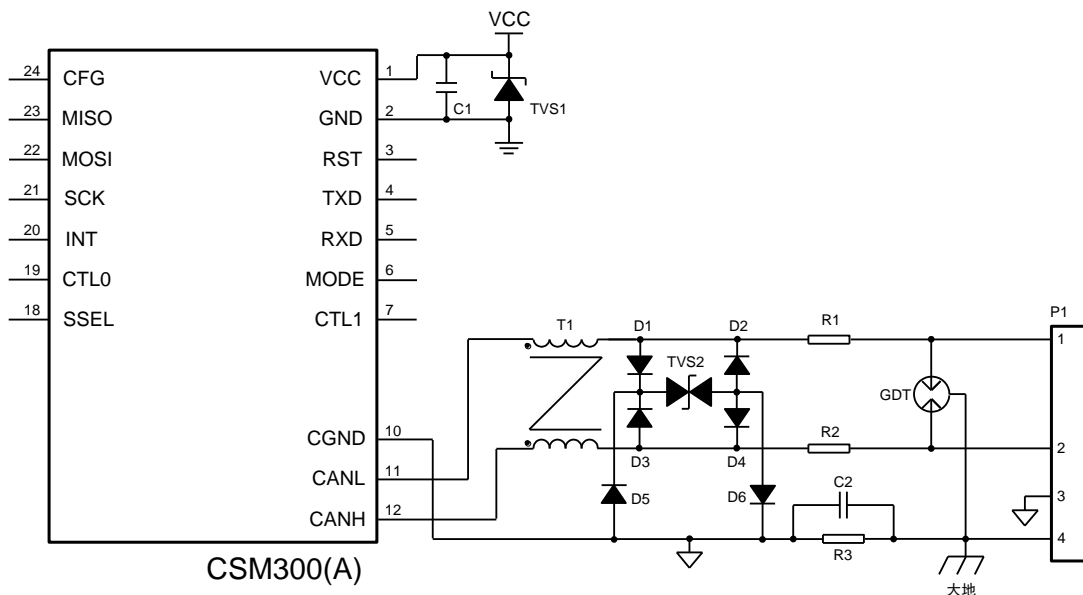 VCC
24 CFG VCC 1
C1 TVS1
23 MISO GND 2
22 MOSI RST 3
21 SCK TXD 4
20 INT RXD 5
19 CTL0 MODE 6
18 SSEL CTL1 7
P1
T1 D1 D2 R1 1
TVS2
GDT
CGND 10
D3 D4 R2 2
CANL 11
D5 D6 C2 3
CANH 12
R3 4
CSM300(A)
大地